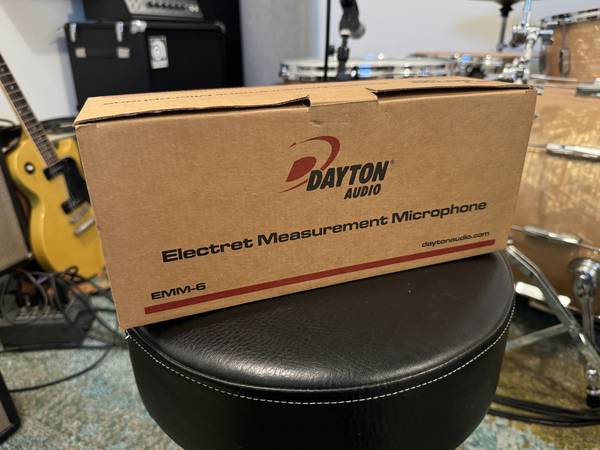 DAYTON®
AUDIO
Electret Measurement Microphone
daytonaudio.com
EMM-6